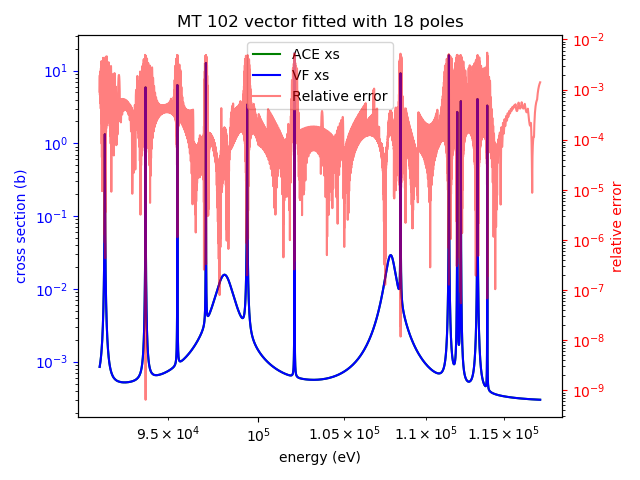 MT 102 vector fitted with 18 poles
ACE xs
VF xs
Relative error
cross section (b)
10¹
10⁰
10⁻¹
10⁻²
10⁻³
relative error
10⁻²
10⁻³
10⁻⁴
10⁻⁵
10⁻⁶
10⁻⁷
10⁻⁸
10⁻⁹
9.5 × 10⁴
10⁵
1.05 × 10⁵
1.1 × 10⁵
1.15 × 10⁵
energy (eV)